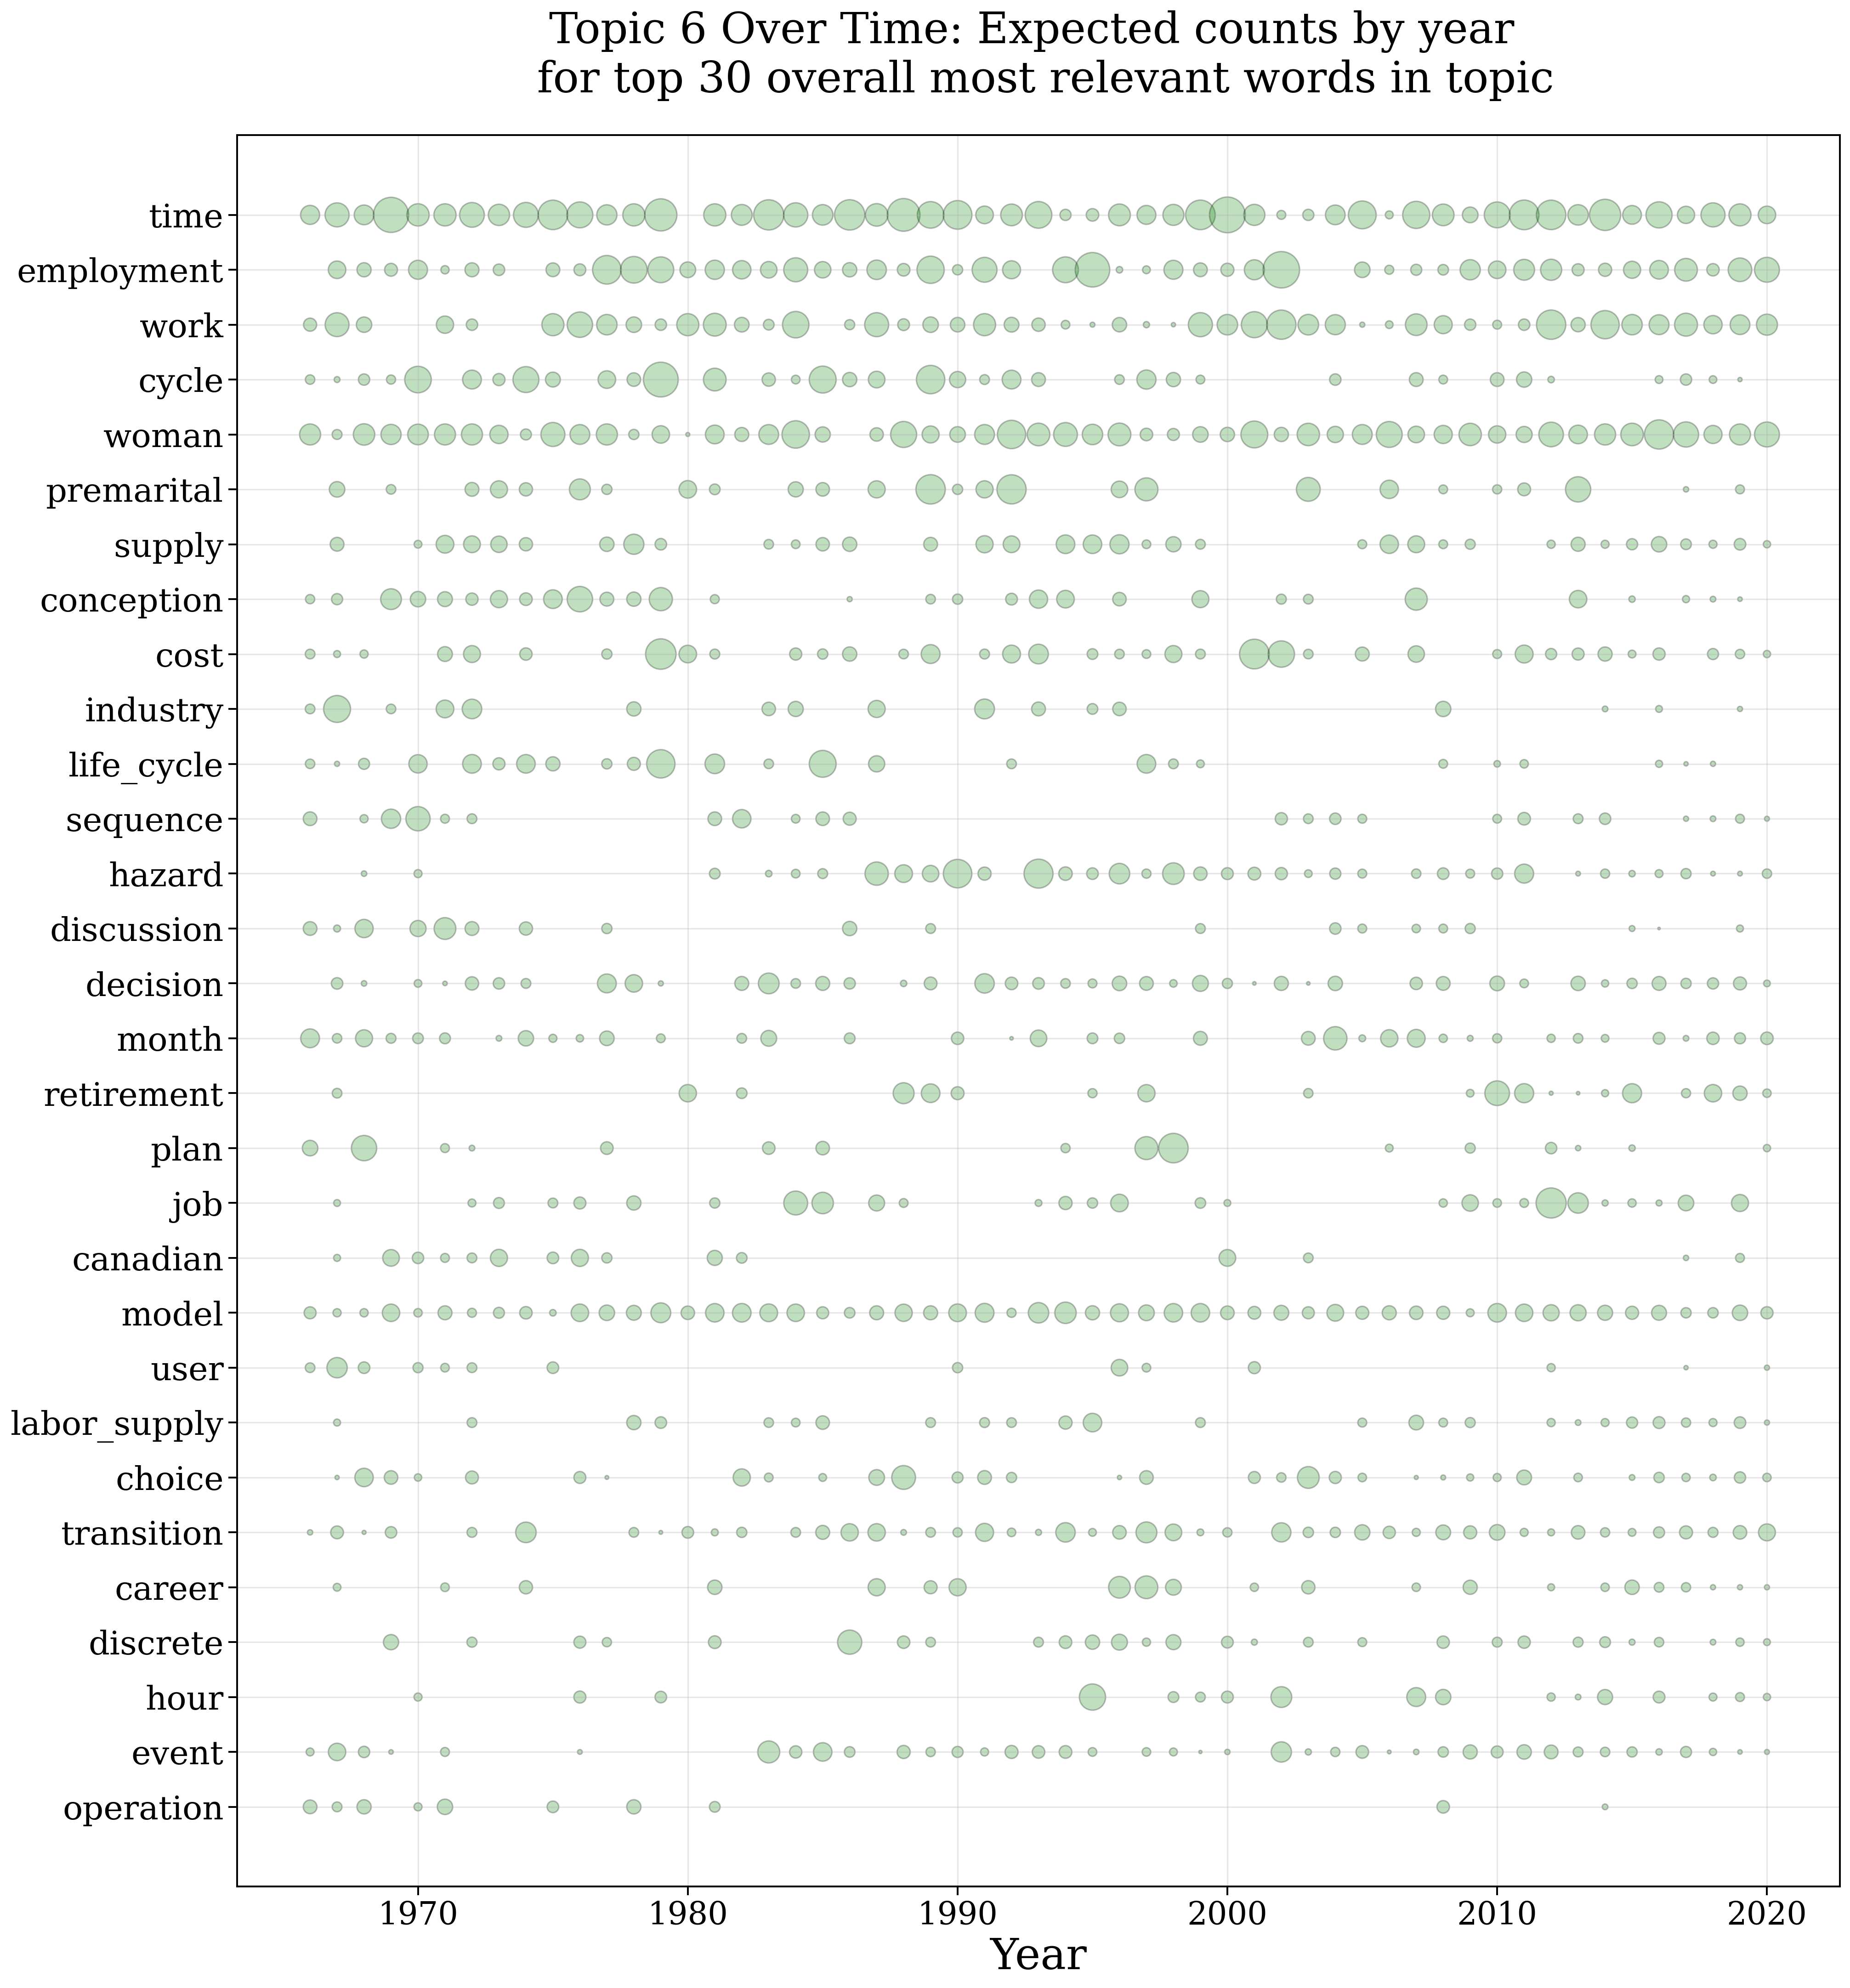 Topic 6 Over Time: Expected counts by year
for top 30 overall most relevant words in topic
time
employment
work
cycle
woman
premarital
supply
conception
cost
industry
life_cycle
sequence
hazard
discussion
decision
month
retirement
plan
job
canadian
model
user
labor_supply
choice
transition
career
discrete
hour
event
operation
1970 1980 1990 2000 2010 2020
Year